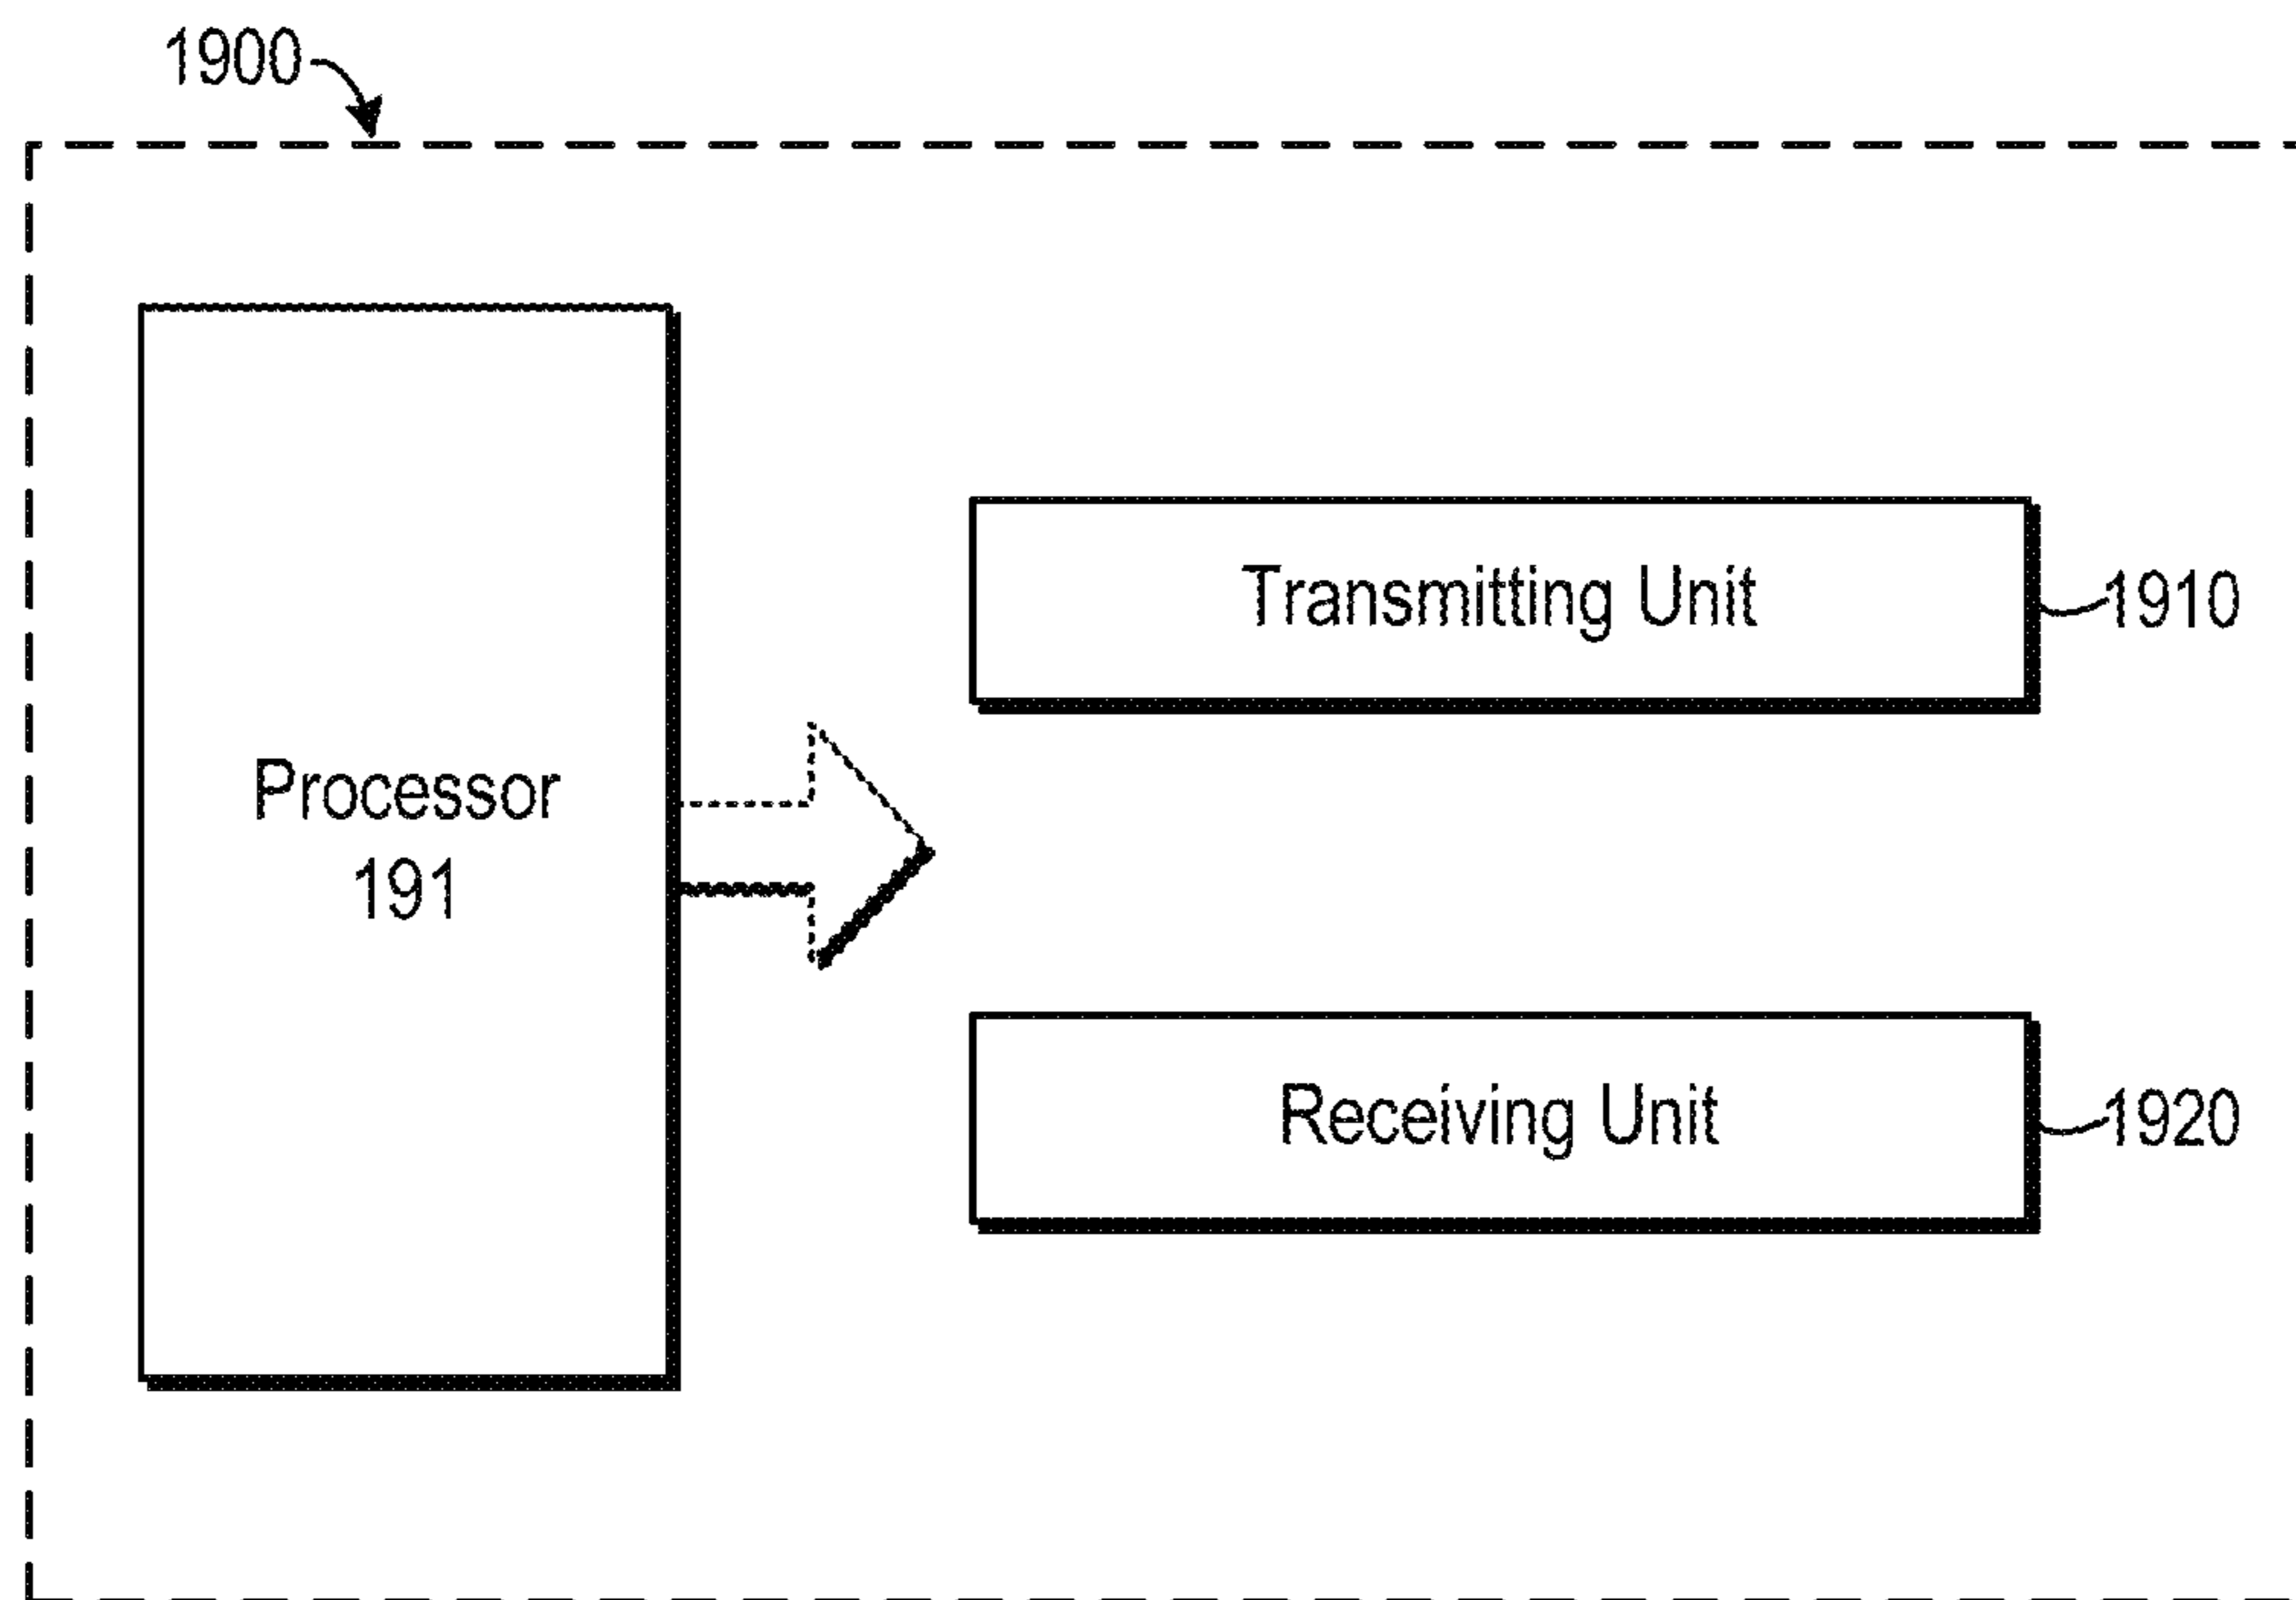 1900
Transmitting Unit
1910
Processor
191
Receiving Unit
1920